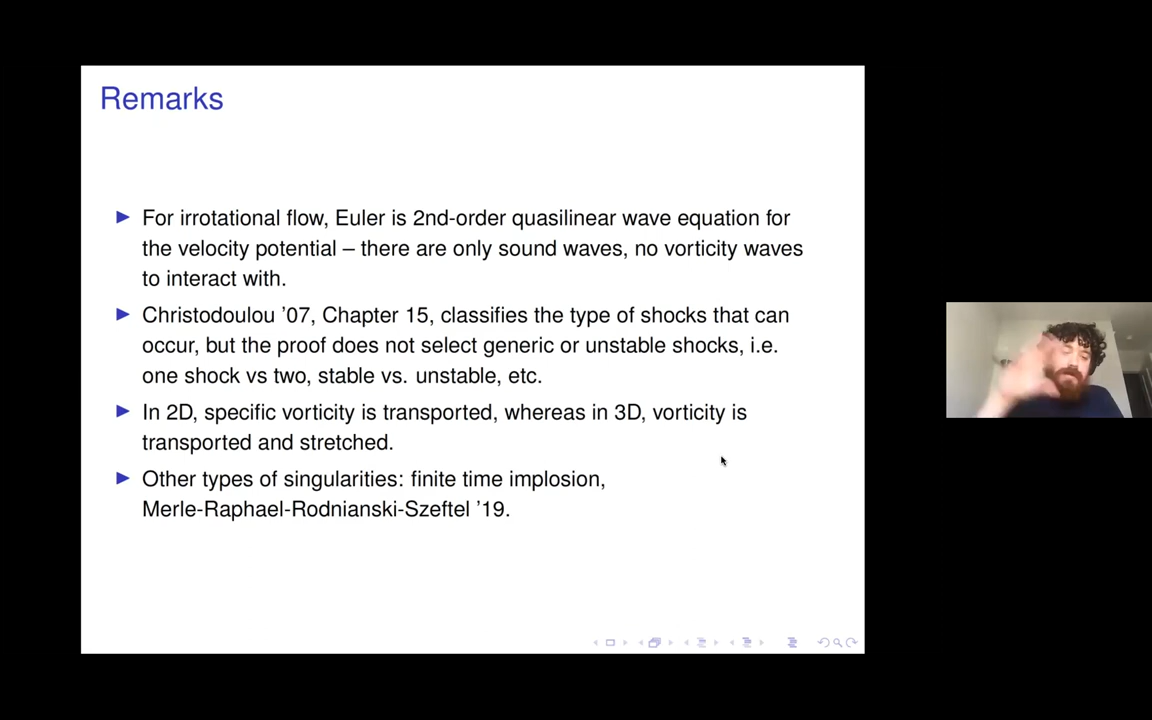 Remarks
For irrotational flow, Euler is 2nd-order quasilinear wave equation for
the velocity potential – there are only sound waves, no vorticity waves
to interact with.
Christodoulou ’07, Chapter 15, classifies the type of shocks that can
occur, but the proof does not select generic or unstable shocks, i.e.
one shock vs two, stable vs. unstable, etc.
In 2D, specific vorticity is transported, whereas in 3D, vorticity is
transported and stretched.
Other types of singularities: finite time implosion,
Merle-Raphael-Rodnianski-Szeftel ’19.